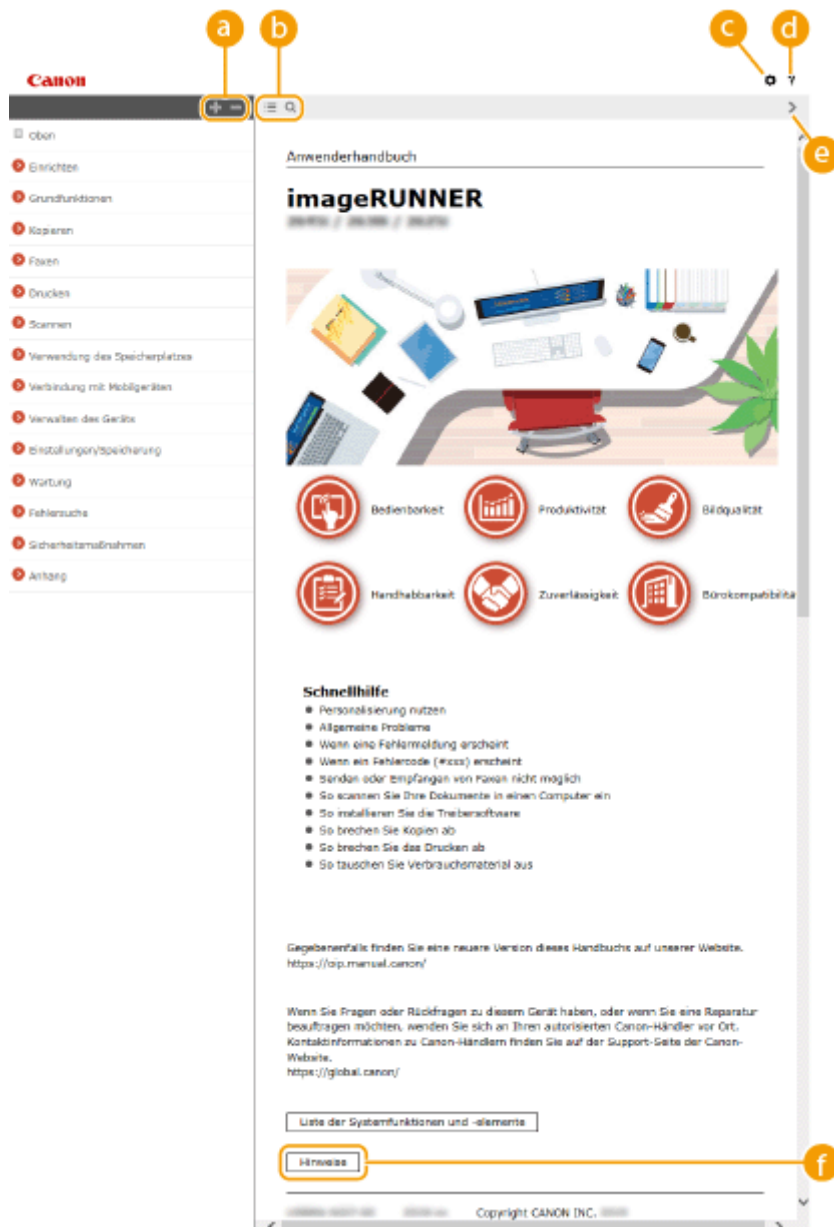 a
b
c
d
Canon
+ −
?
e
Oben
Einrichten
Grundfunktionen
Kopieren
Faxen
Drucken
Scannen
Verwendung des Speicherplatzes
Verbindung mit Mobilgeräten
Verwalten des Geräts
Einstellungen/Speicherung
Wartung
Fehlersuche
Sicherheitsmaßnahmen
Anhang
Anwenderhandbuch
imageRUNNER
Bedienbarkeit
Produktivität
Bildqualität
Handhabbarkeit
Zuverlässigkeit
Bürokompatibilitä
Schnellhilfe
Personalisierung nutzen
Allgemeine Probleme
Wenn eine Fehlermeldung erscheint
Wenn ein Fehlercode (#xxx) erscheint
Senden oder Empfangen von Faxen nicht möglich
So scannen Sie Ihre Dokumente in einen Computer ein
So installieren Sie die Treibersoftware
So brechen Sie Kopien ab
So brechen Sie das Drucken ab
So tauschen Sie Verbrauchsmaterial aus
Gegebenenfalls finden Sie eine neuere Version dieses Handbuchs auf unserer Website.
https://oip.manual.canon/
Wenn Sie Fragen oder Rückfragen zu diesem Gerät haben, oder wenn Sie eine Reparatur
beauftragen möchten, wenden Sie sich an Ihren autorisierten Canon-Händler vor Ort.
Kontaktinformationen zu Canon-Händlern finden Sie auf der Support-Seite der Canon-
Website.
https://global.canon/
Liste der Systemfunktionen und -elemente
Hinweise
f
Copyright CANON INC.